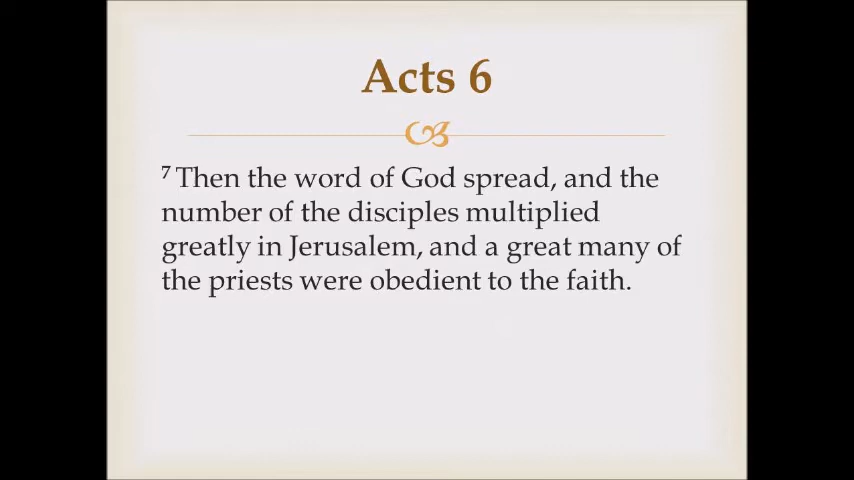 Acts 6
7 Then the word of God spread, and the
number of the disciples multiplied
greatly in Jerusalem, and a great many of
the priests were obedient to the faith.